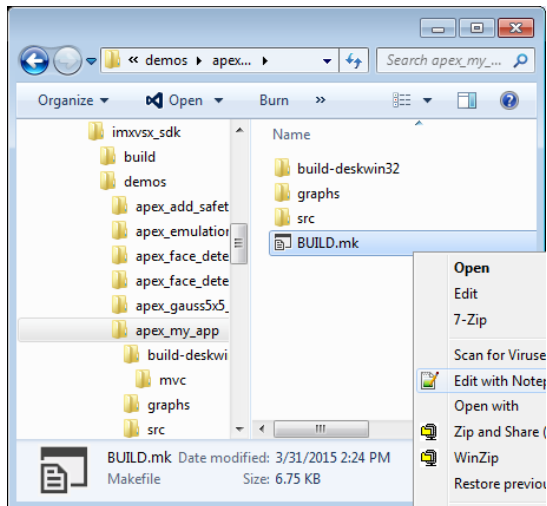 « demos ▸ apex... ▸
Search apex_my_...
Organize Open Burn »
imxvsx_sdk
build
demos
apex_add_safet
apex_emulation
apex_face_dete
apex_face_dete
apex_gauss5x5_
apex_my_app
build-deskwi
mvc
graphs
src
Name
build-deskwin32
graphs
src
BUILD.mk
Open
Edit
7-Zip
Scan for Viruse
Edit with Notep
Open with
Zip and Share (
WinZip
Restore previou
BUILD.mk Date modified: 3/31/2015 2:24 PM
Makefile Size: 6.75 KB